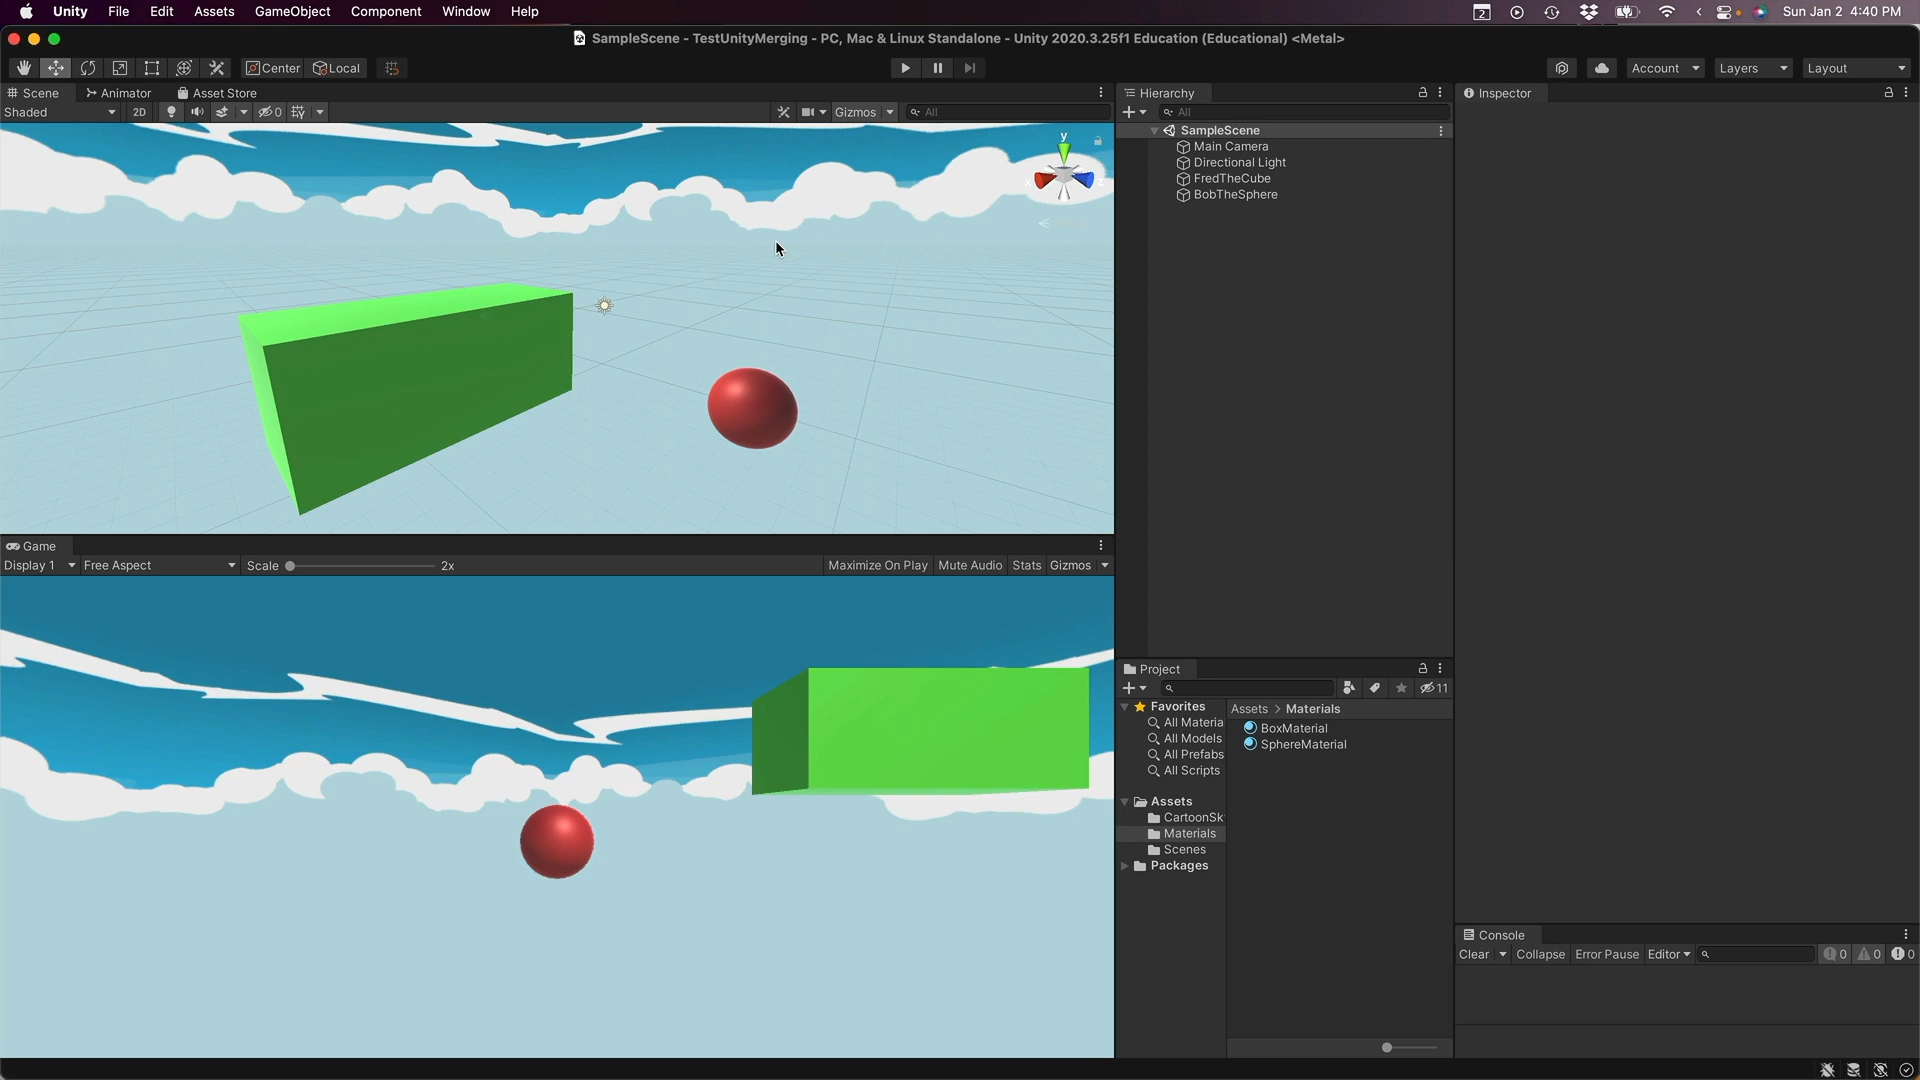 Unity File Edit Assets GameObject Component Window Help 2 Sun Jan 2 4:40 PM
SampleScene - TestUnityMerging - PC, Mac & Linux Standalone - Unity 2020.3.25f1 Education (Educational) <Metal>
Center Local Account Layers Layout
Scene Animator Asset Store
Shaded 2D 0 Gizmos All
y
x
z
Game
Display 1 Free Aspect Scale 2x Maximize On Play Mute Audio Stats Gizmos
Hierarchy
All
SampleScene
Main Camera
Directional Light
FredTheCube
BobTheSphere
Project
11
Favorites
All Materia
All Models
All Prefabs
All Scripts
Assets
CartoonSk
Materials
Scenes
Packages
Assets > Materials
BoxMaterial
SphereMaterial
Inspector
Console
Clear Collapse Error Pause Editor 0 0 0